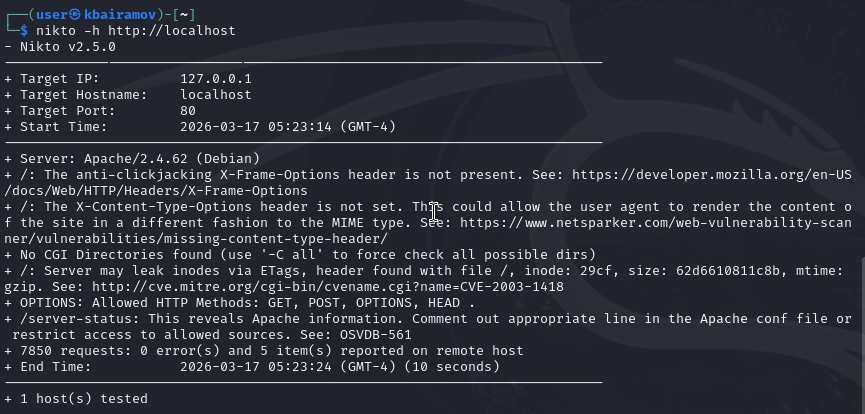 ┌──(user㉿kbairamov)-[~]
└─$ nikto -h http://localhost
- Nikto v2.5.0
---------------------------------------------------------------------------
+ Target IP:          127.0.0.1
+ Target Hostname:    localhost
+ Target Port:        80
+ Start Time:         2026-03-17 05:23:14 (GMT-4)
---------------------------------------------------------------------------
+ Server: Apache/2.4.62 (Debian)
+ /: The anti-clickjacking X-Frame-Options header is not present. See: https://developer.mozilla.org/en-US
/docs/Web/HTTP/Headers/X-Frame-Options
+ /: The X-Content-Type-Options header is not set. This could allow the user agent to render the content o
f the site in a different fashion to the MIME type. See: https://www.netsparker.com/web-vulnerability-scan
ner/vulnerabilities/missing-content-type-header/
+ No CGI Directories found (use '-C all' to force check all possible dirs)
+ /: Server may leak inodes via ETags, header found with file /, inode: 29cf, size: 62d6610811c8b, mtime:
gzip. See: http://cve.mitre.org/cgi-bin/cvename.cgi?name=CVE-2003-1418
+ OPTIONS: Allowed HTTP Methods: GET, POST, OPTIONS, HEAD .
+ /server-status: This reveals Apache information. Comment out appropriate line in the Apache conf file or
 restrict access to allowed sources. See: OSVDB-561
+ 7850 requests: 0 error(s) and 5 item(s) reported on remote host
+ End Time:           2026-03-17 05:23:24 (GMT-4) (10 seconds)
---------------------------------------------------------------------------
+ 1 host(s) tested